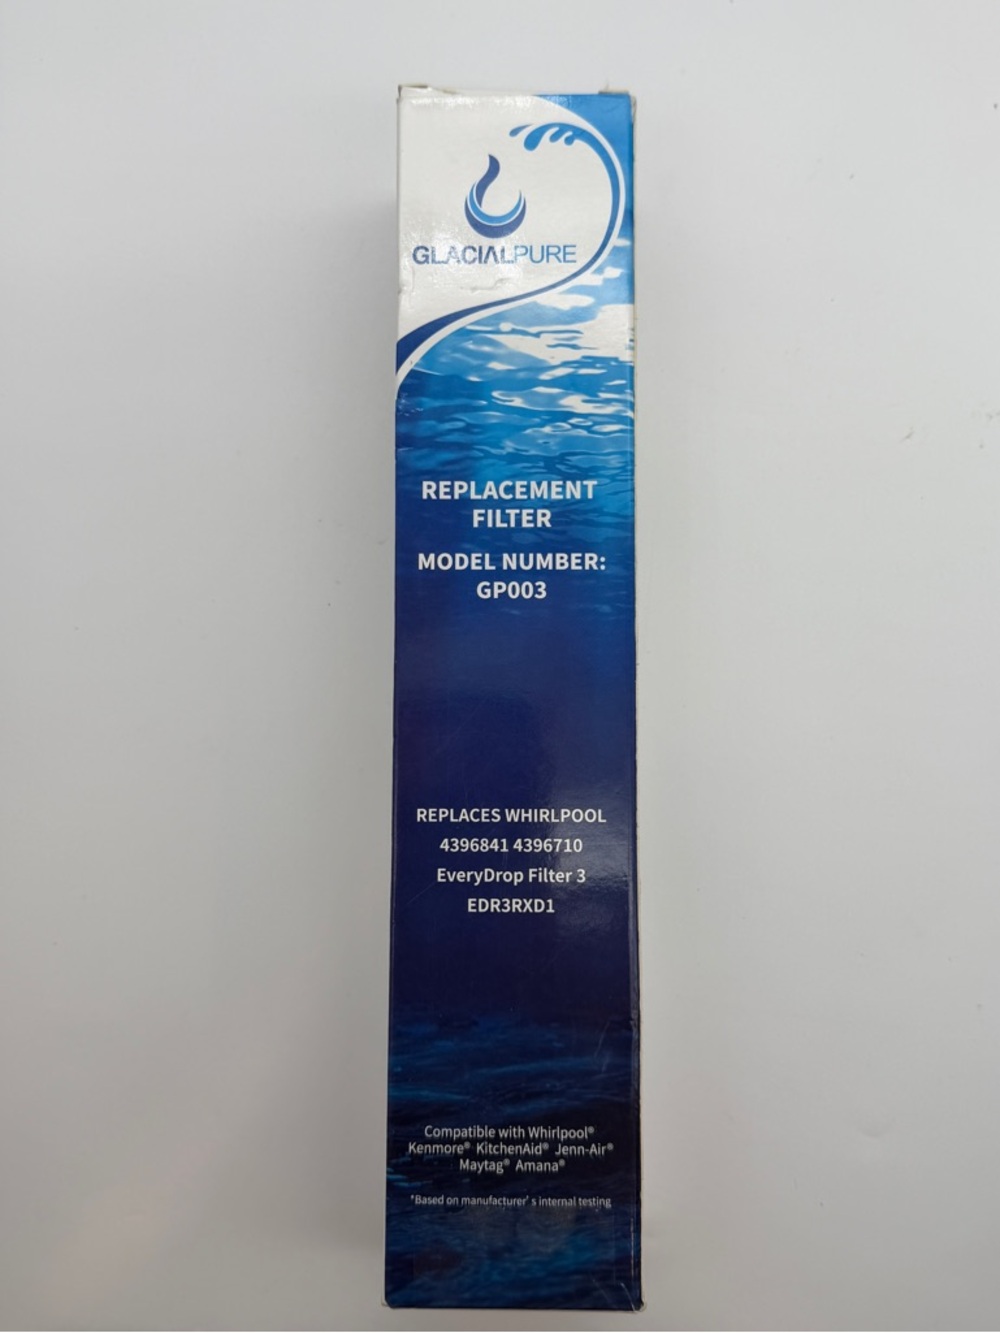 GLACIALPURE
REPLACEMENT
FILTER
MODEL NUMBER:
GP003
REPLACES WHIRLPOOL
4396841 4396710
EveryDrop Filter 3
EDR3RXD1
Compatible with Whirlpool®
Kenmore® KitchenAid® Jenn-Air®
Maytag® Amana®
*Based on manufacturer's internal testing